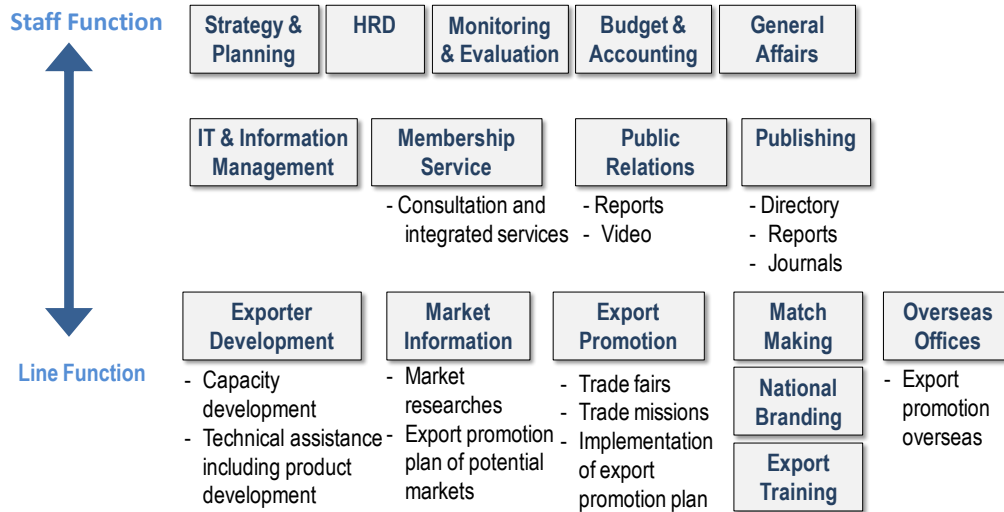 Staff Function
Strategy &
Planning
HRD
Monitoring
& Evaluation
Budget &
Accounting
General
Affairs
IT & Information
Management
Membership
Service
- Consultation and
integrated services
Public
Relations
- Reports
- Video
Publishing
- Directory
- Reports
- Journals
Line Function
Exporter
Development
- Capacity
development
- Technical assistance
including product
development
Market
Information
- Market
researches
- Export promotion
plan of potential
markets
Export
Promotion
- Trade fairs
- Trade missions
- Implementation
of export
promotion plan
Match
Making
National
Branding
Export
Training
Overseas
Offices
- Export
promotion
overseas